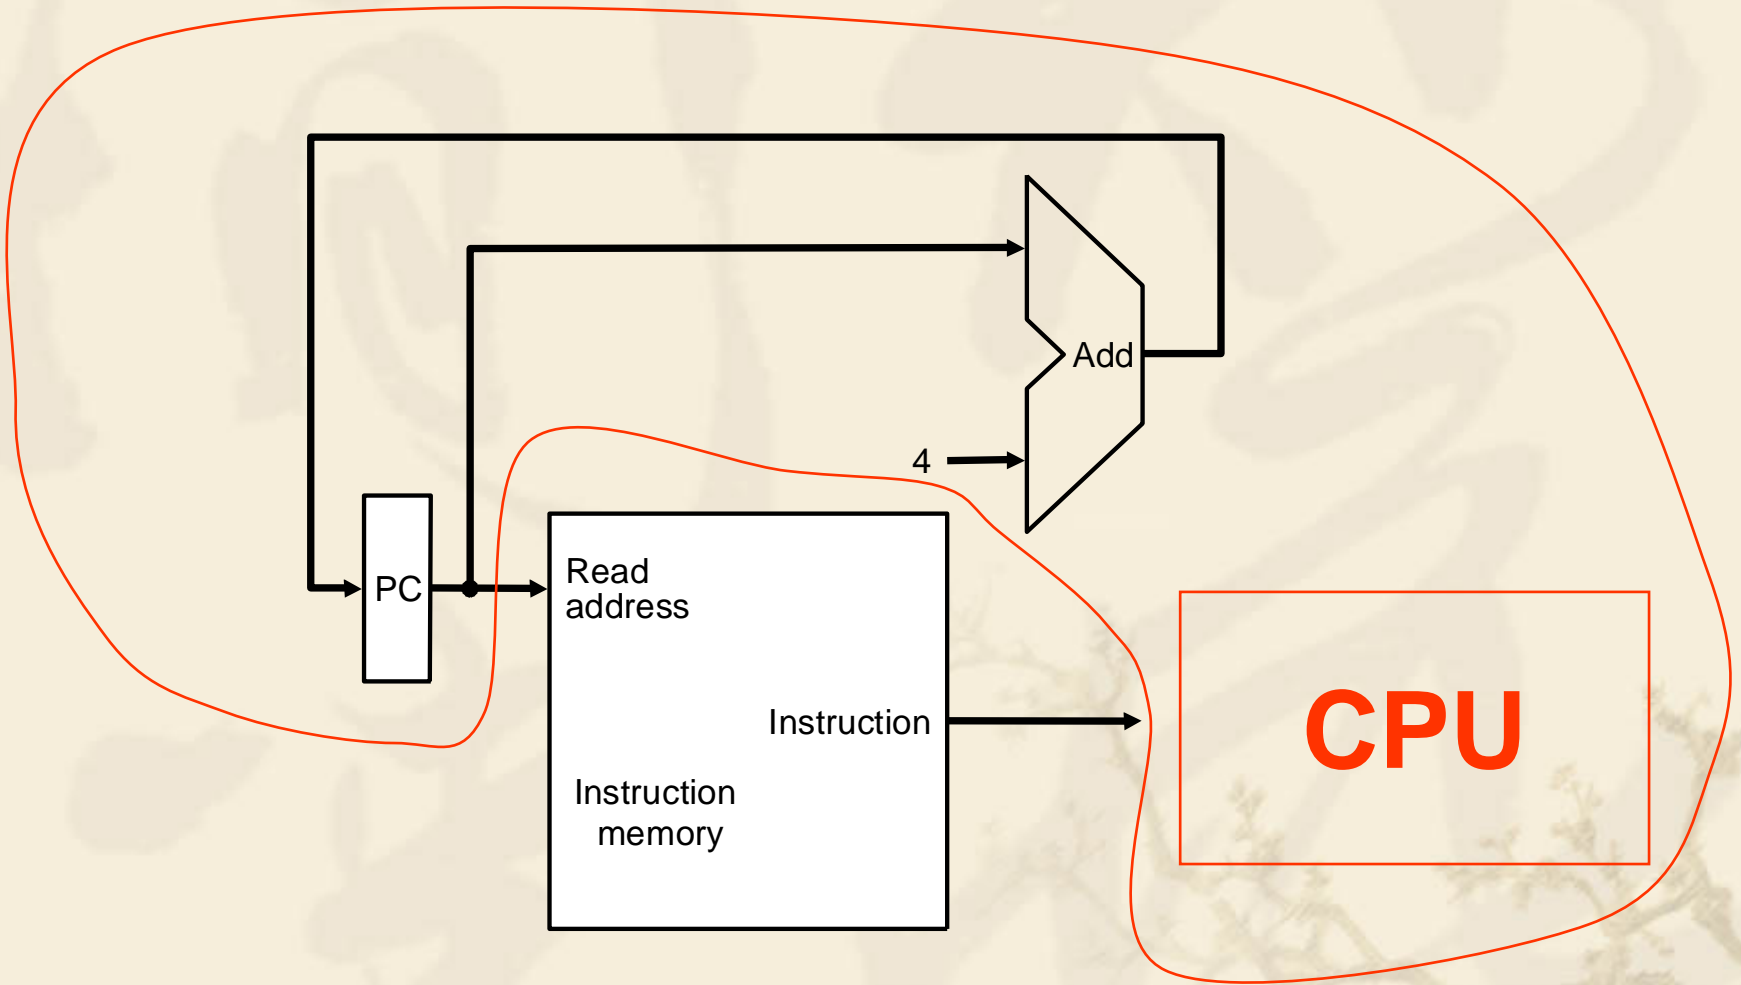 Add
4
PC
Read
address
Instruction
Instruction
memory
CPU